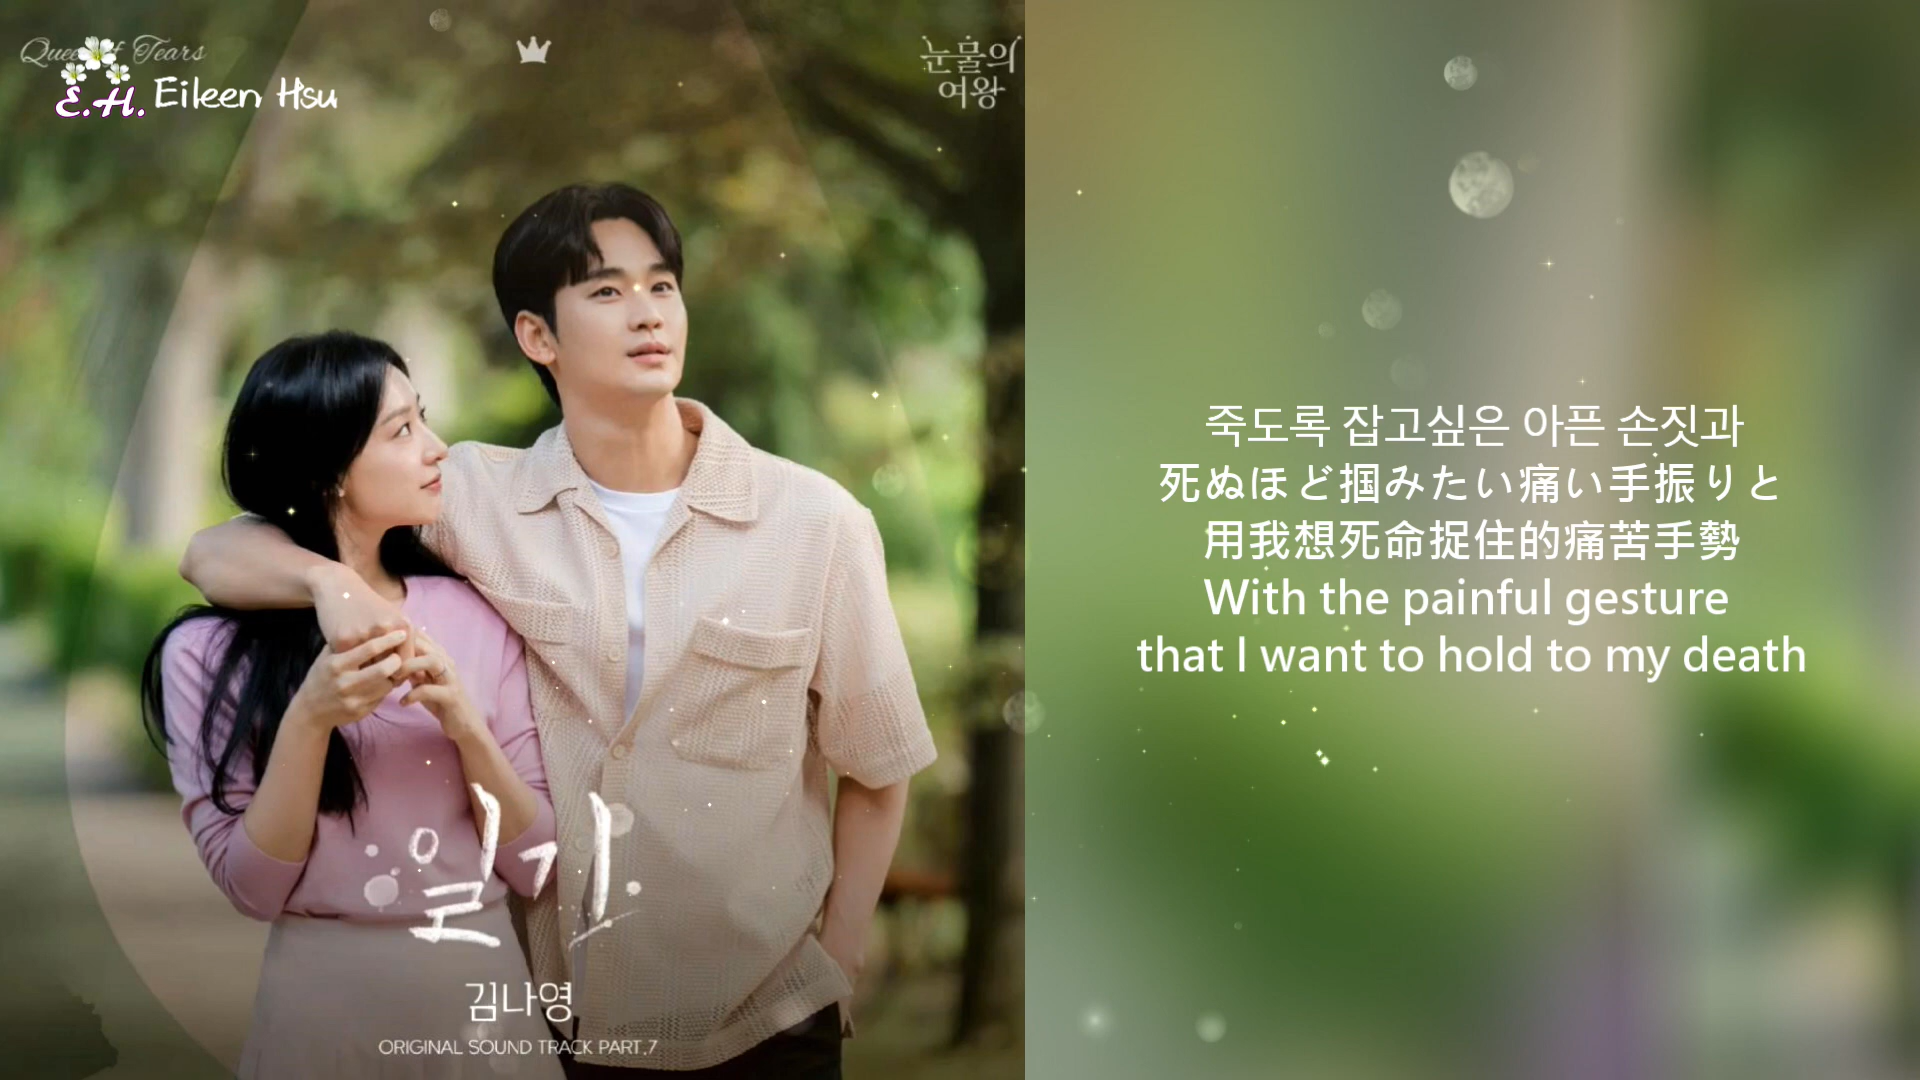 Queen of Tears
E.H. Eileen Hsu
눈물의
여왕
일기
김나영
ORIGINAL SOUND TRACK PART.7
죽도록 잡고싶은 아픈 손짓과
死ぬほど掴みたい痛い手振りと
用我想死命捉住的痛苦手勢
With the painful gesture
that I want to hold to my death